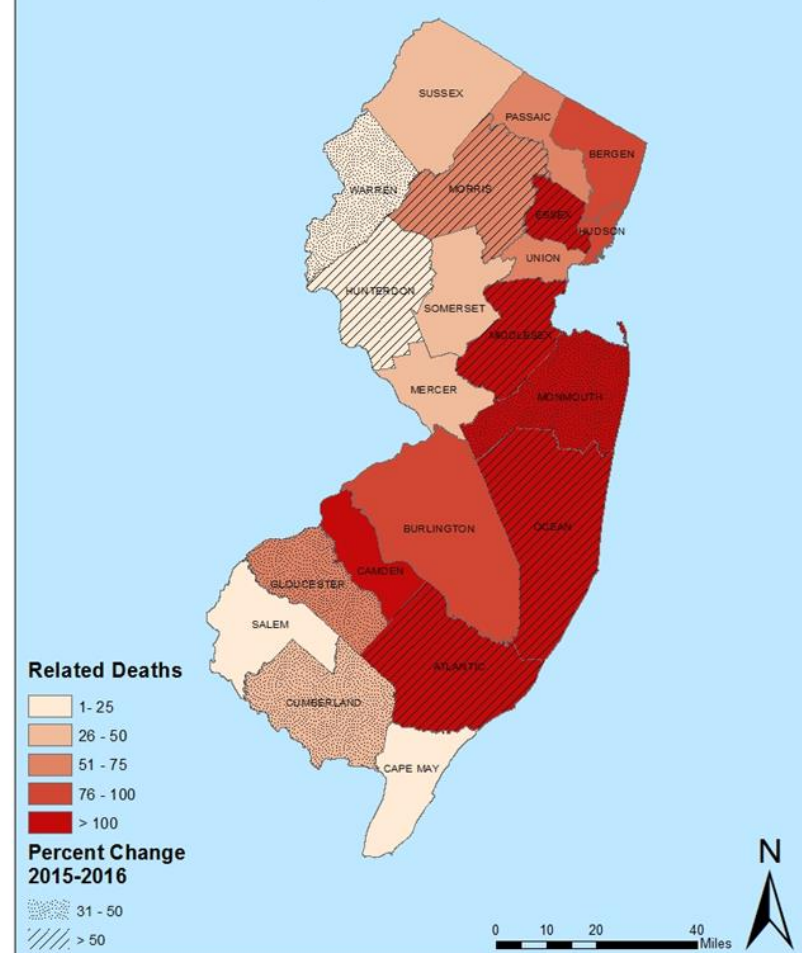 SUSSEX
PASSAIC
BERGEN
WARREN
MORRIS
ESSEX
HUDSON
UNION
HUNTERDON
SOMERSET
MIDDLESEX
MERCER
MONMOUTH
BURLINGTON
OCEAN
CAMDEN
GLOUCESTER
SALEM
ATLANTIC
CUMBERLAND
CAPE MAY
Related Deaths
1- 25
26 - 50
51 - 75
76 - 100
> 100
Percent Change
2015-2016
31 - 50
> 50
N
0 10 20 40
Miles